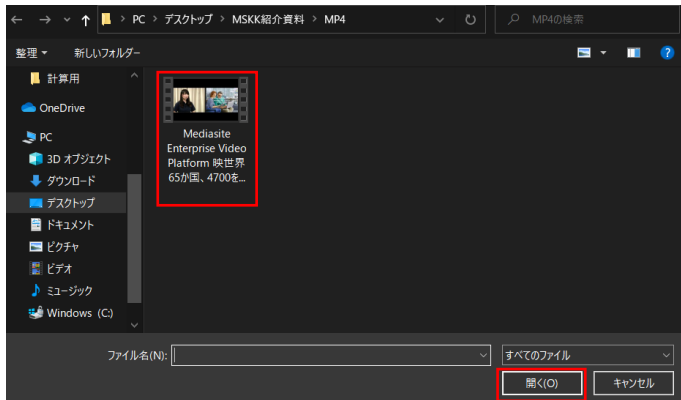 PC > デスクトップ > MSKK紹介資料 > MP4
MP4の検索
整理
新しいフォルダー
計算用
OneDrive
PC
3D オブジェクト
ダウンロード
デスクトップ
ドキュメント
ピクチャ
ビデオ
ミュージック
Windows (C:)
Mediasite
Enterprise Video
Platform 映世界
65か国、4700を...
ファイル名(N):
すべてのファイル
開く(O)
キャンセル